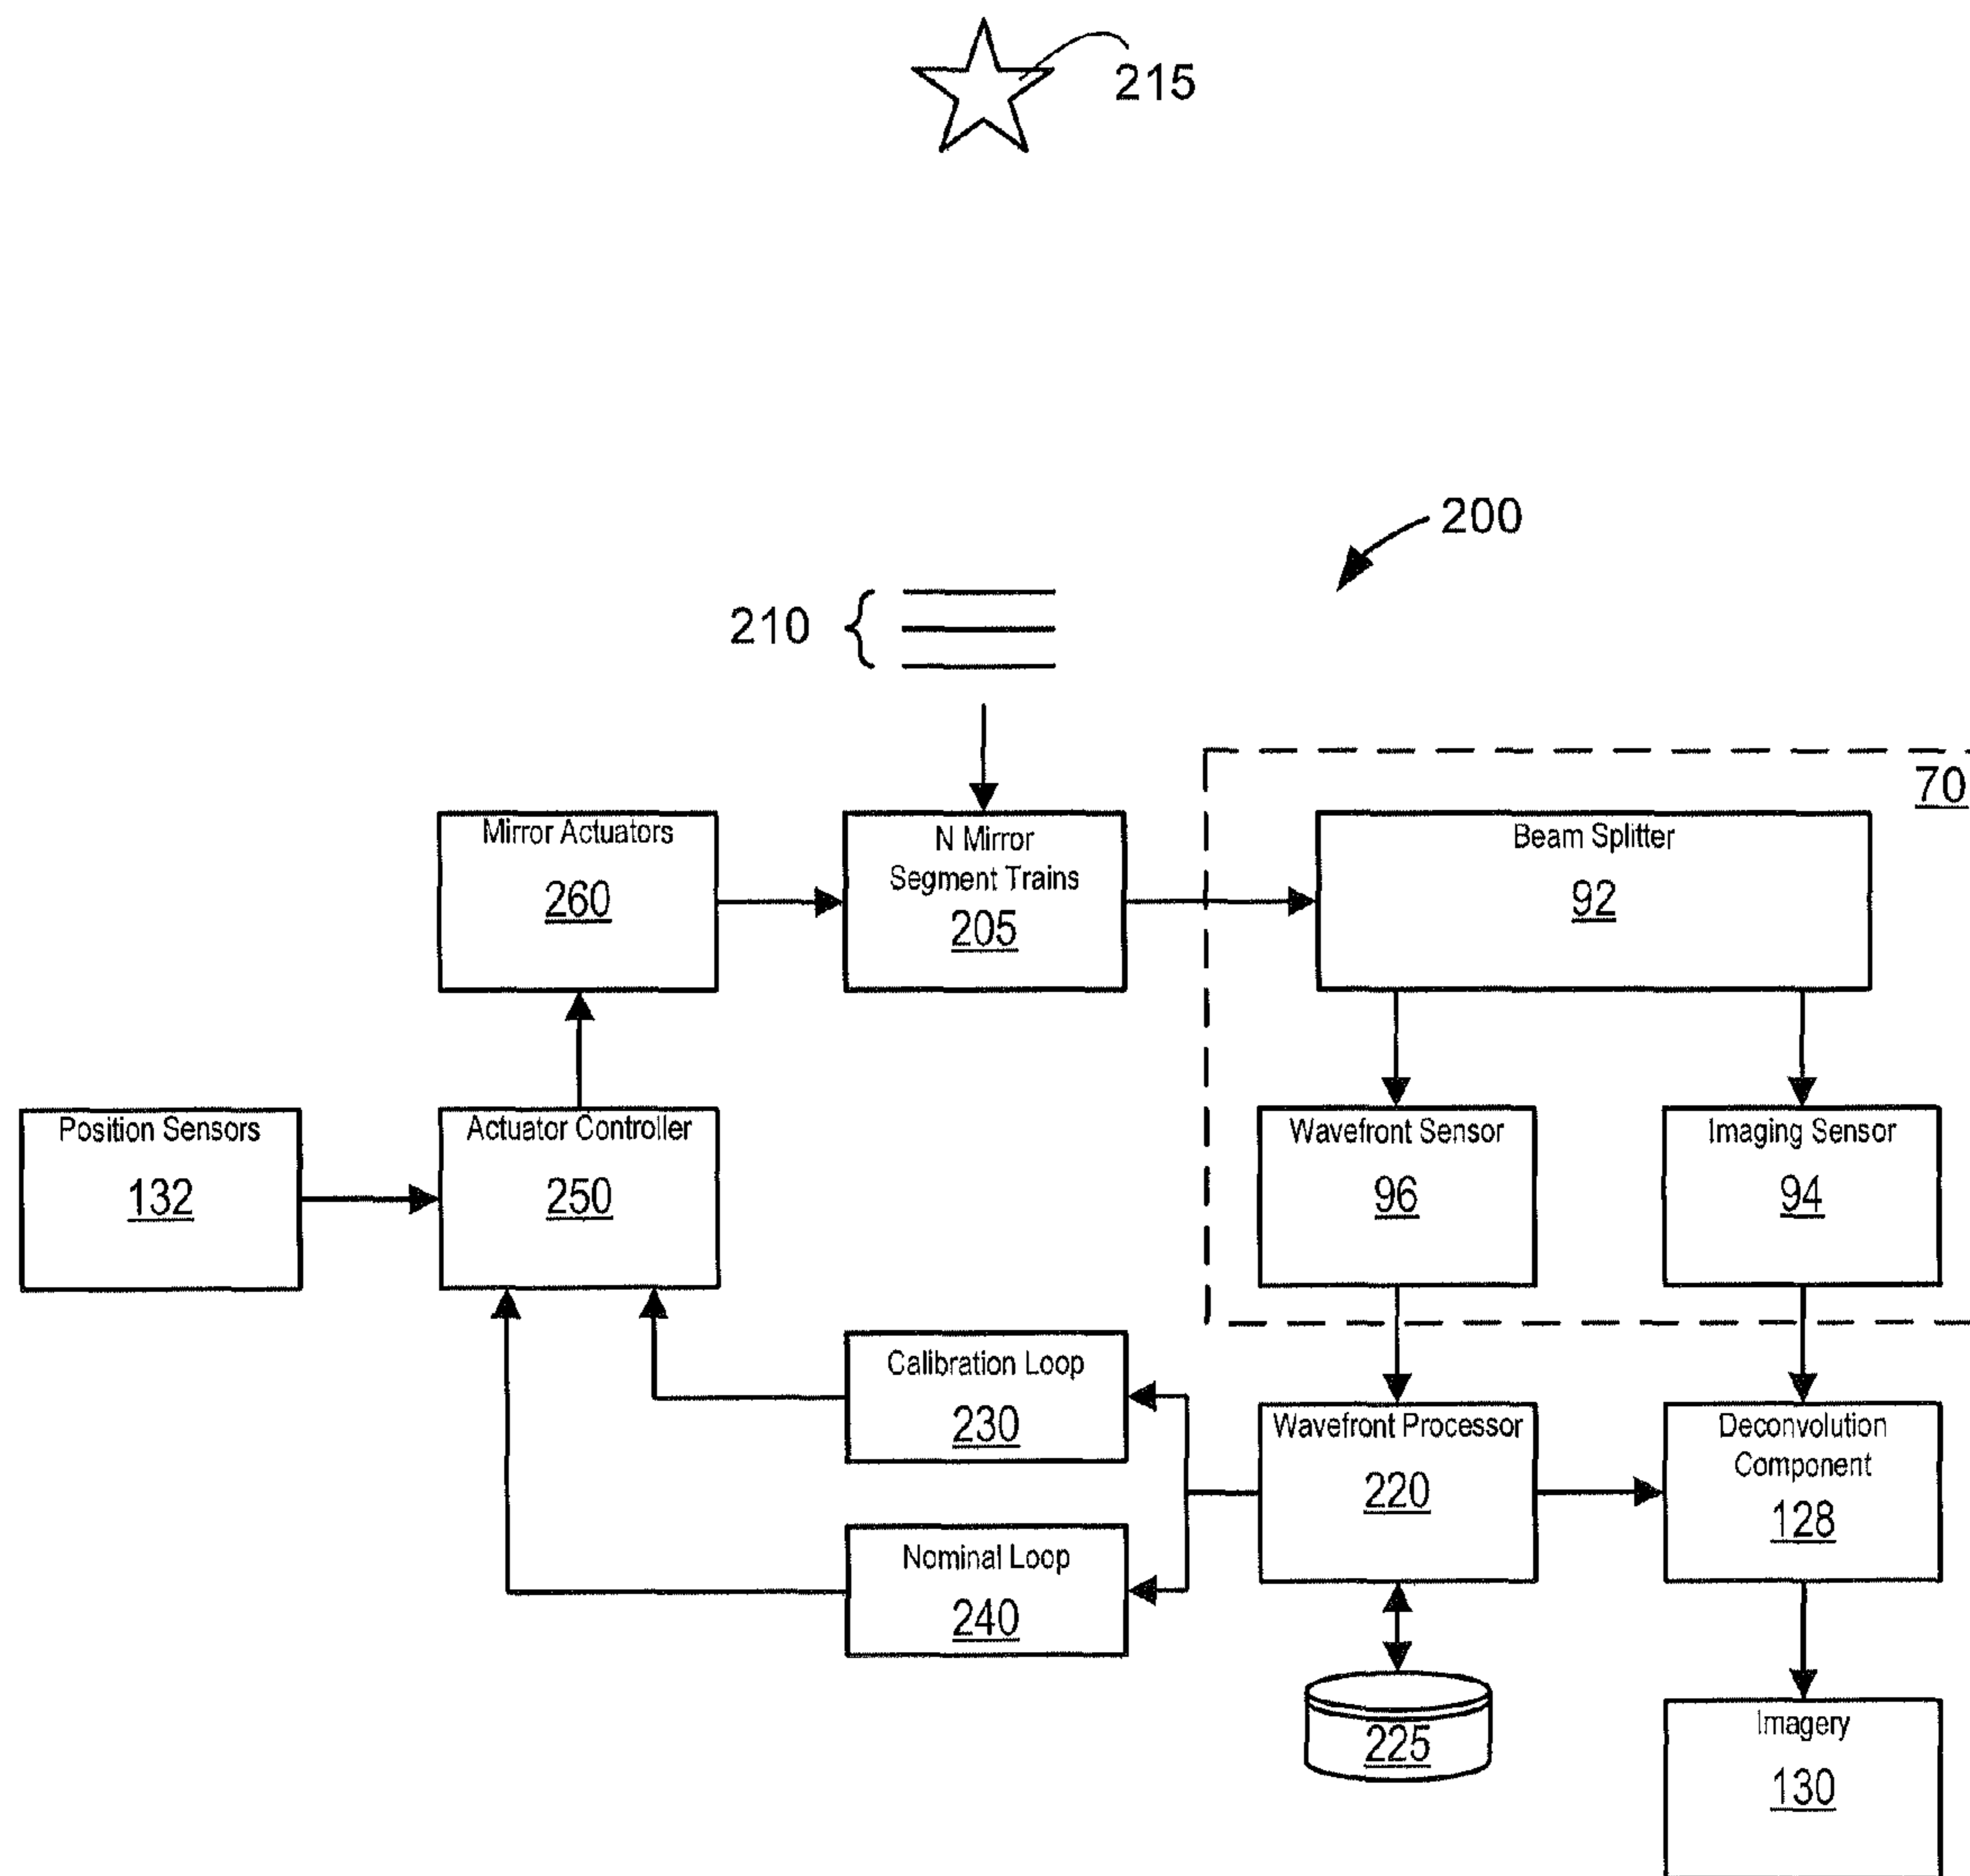 215
200
210
70
Mirror Actuators
260
N Mirror
Segment Trains
205
Beam Splitter
92
Position Sensors
132
Actuator Controller
250
Wavefront Sensor
96
Imaging Sensor
94
Calibration Loop
230
Wavefront Processor
220
Deconvolution
Component
128
Nominal Loop
240
225
Imagery
130